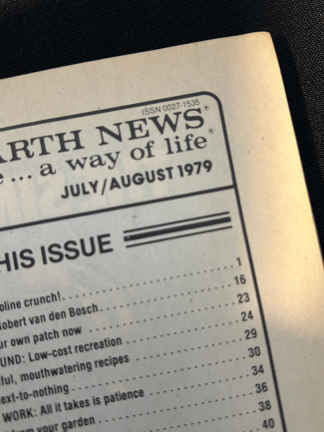 ISSN 0027-1535
ARTH NEWS®
... a way of life®
JULY/AUGUST 1979
HIS ISSUE
oline crunch!. . . . . . . . . . . . . . . . . . . . 1
obert van den Bosch. . . . . . . . . . . . . . 16
ur own patch now . . . . . . . . . . . . . . . . 23
UND: Low-cost recreation . . . . . . . . . . 24
ful, mouthwatering recipes . . . . . . . . . 29
ext-to-nothing . . . . . . . . . . . . . . . . . . . 30
WORK: All it takes is patience . . . . . . . 34
your garden . . . . . . . . . . . . . . . . . . . . 36
38
40